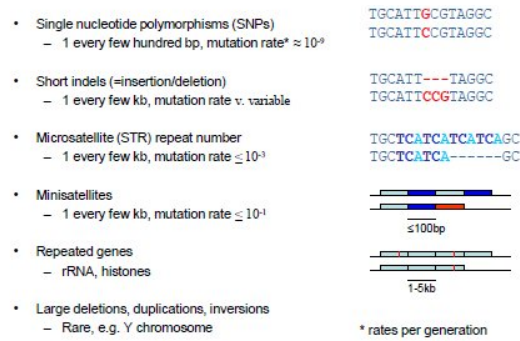 • Single nucleotide polymorphisms (SNPs)
– 1 every few hundred bp, mutation rate* ≈ 10⁻⁹
TGCATTGCGTAGGC
TGCATTCCGTAGGC
• Short indels (=insertion/deletion)
– 1 every few kb, mutation rate v. variable
TGCATT---TAGGC
TGCATTCCGTAGGC
• Microsatellite (STR) repeat number
– 1 every few kb, mutation rate ≤ 10⁻³
TGCTCATCATCATCAGC
TGCTCATCA------GC
• Minisatellites
– 1 every few kb, mutation rate ≤ 10⁻¹
≤100bp
• Repeated genes
– rRNA, histones
1-5kb
• Large deletions, duplications, inversions
– Rare, e.g. Y chromosome
* rates per generation